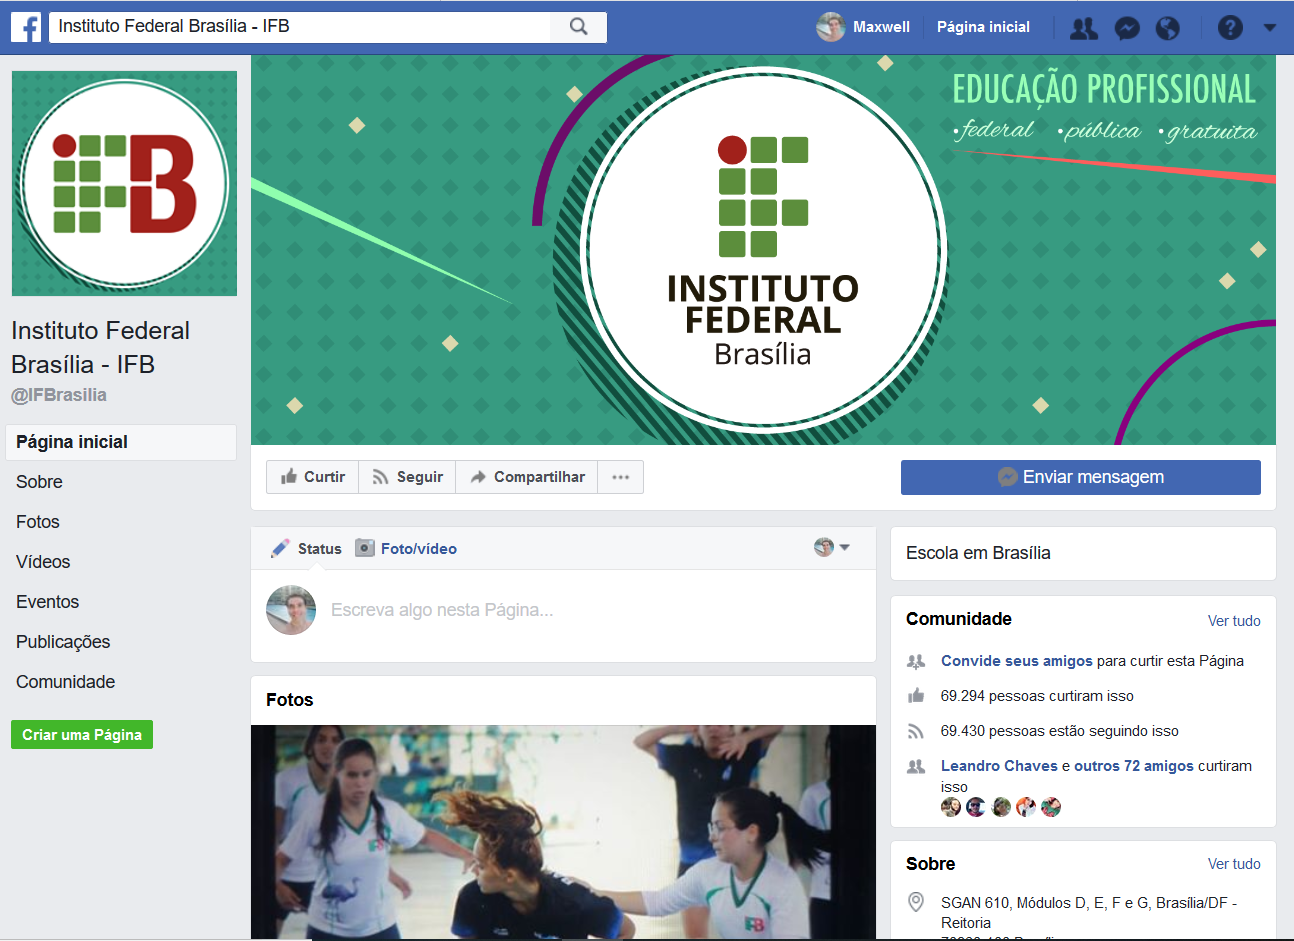 Instituto Federal Brasília - IFB
Maxwell
Página inicial
IFB
Instituto Federal
Brasília - IFB
@IFBrasilia
Página inicial
Sobre
Fotos
Vídeos
Eventos
Publicações
Comunidade
Criar uma Página
EDUCAÇÃO PROFISSIONAL
•federal •pública •gratuita
INSTITUTO
FEDERAL
Brasília
Curtir Seguir Compartilhar
Enviar mensagem
Status Foto/vídeo
Escreva algo nesta Página...
Fotos
Escola em Brasília
Comunidade Ver tudo
Convide seus amigos para curtir esta Página
69.294 pessoas curtiram isso
69.430 pessoas estão seguindo isso
Leandro Chaves e outros 72 amigos curtiram
isso
Sobre Ver tudo
SGAN 610, Módulos D, E, F e G, Brasília/DF -
Reitoria